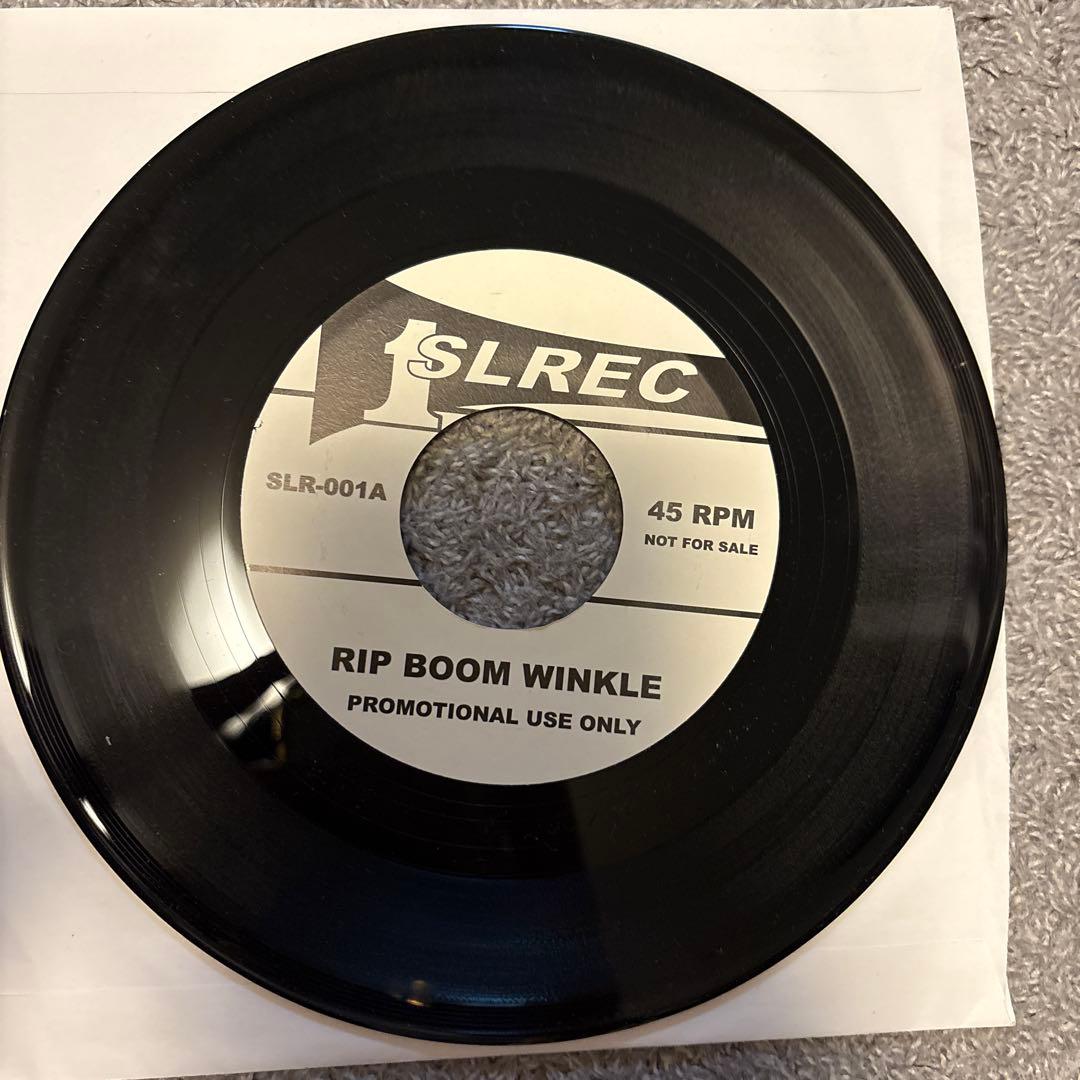 1SLREC
SLR-001A
45 RPM
NOT FOR SALE
RIP BOOM WINKLE
PROMOTIONAL USE ONLY